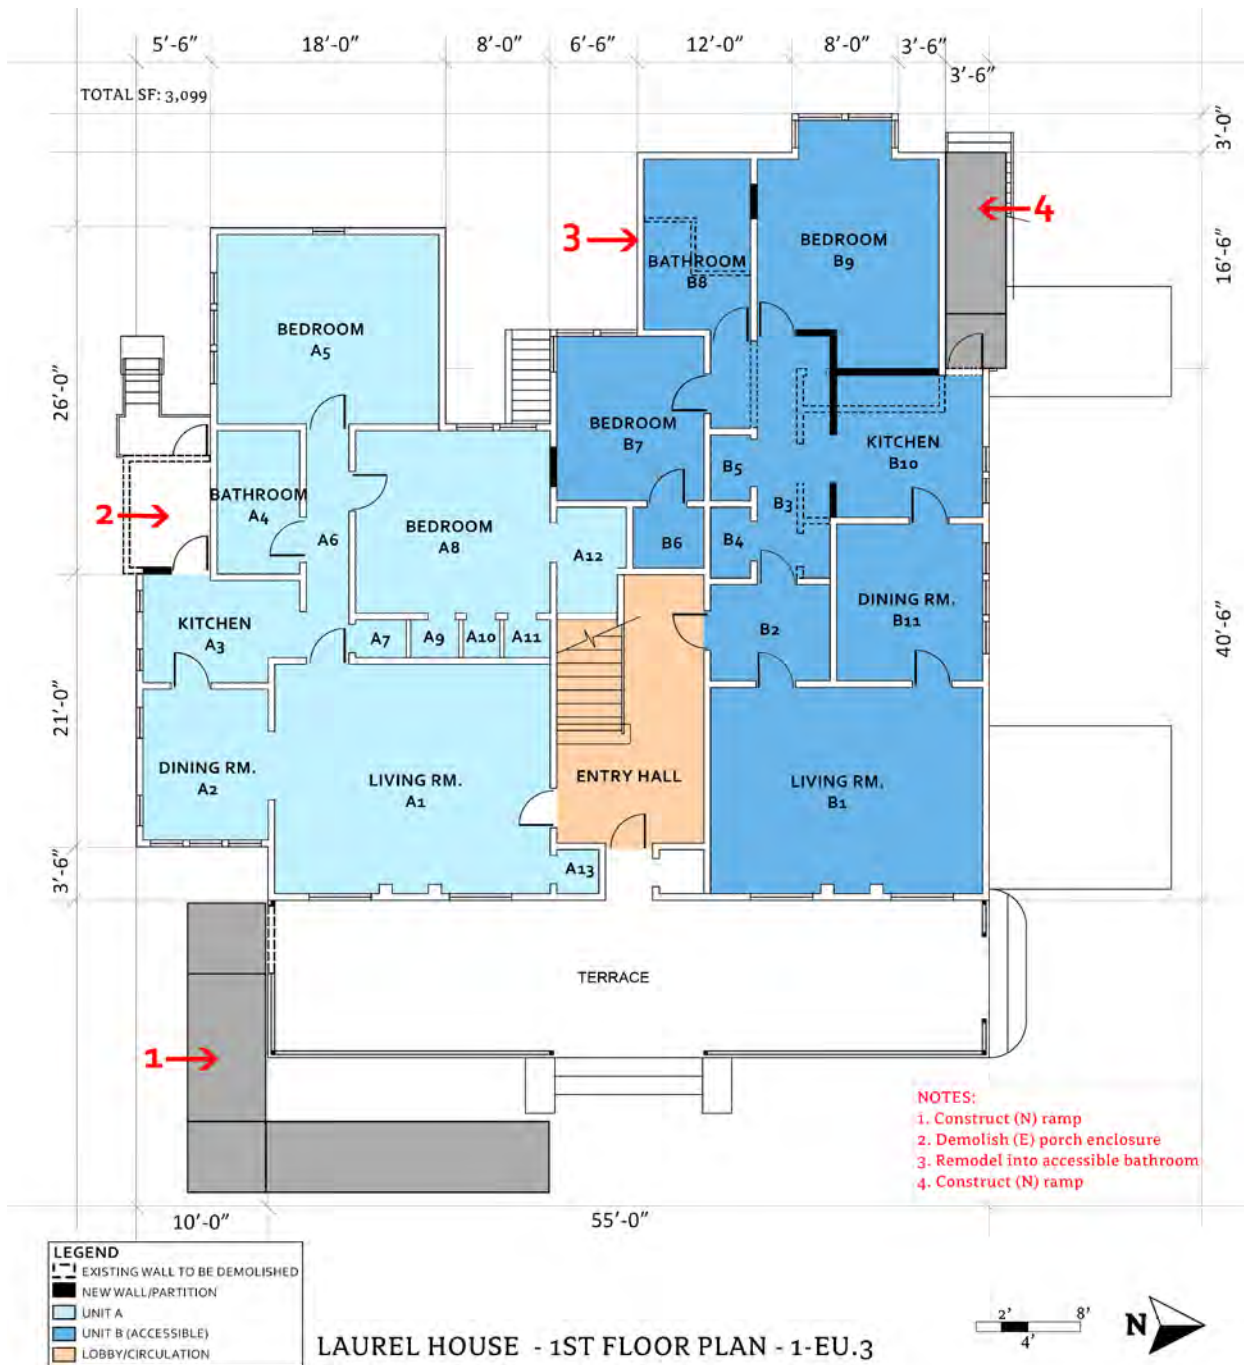 5'-6" 18'-0" 8'-0" 6'-6" 12'-0" 8'-0" 3'-6"
3'-6"
TOTAL SF: 3,099
3'-0"
16'-6"
40'-6"
26'-0"
21'-0"
3'-6"
3
4
BATHROOM
B8
BEDROOM
B9
BEDROOM
A5
BEDROOM
B7
KITCHEN
B10
B5
2
BATHROOM
A4
BEDROOM
A8
A6
A12
B6
B4
B3
KITCHEN
A3
A7
A9
A10
A11
B2
DINING RM.
B11
DINING RM.
A2
LIVING RM.
A1
ENTRY HALL
LIVING RM.
B1
A13
TERRACE
1
NOTES:
1. Construct (N) ramp
2. Demolish (E) porch enclosure
3. Remodel into accessible bathroom
4. Construct (N) ramp
10'-0"
55'-0"
LEGEND
EXISTING WALL TO BE DEMOLISHED
NEW WALL/PARTITION
UNIT A
UNIT B (ACCESSIBLE)
LOBBY/CIRCULATION
LAUREL HOUSE - 1ST FLOOR PLAN - 1-EU.3
2' 8'
4'
N